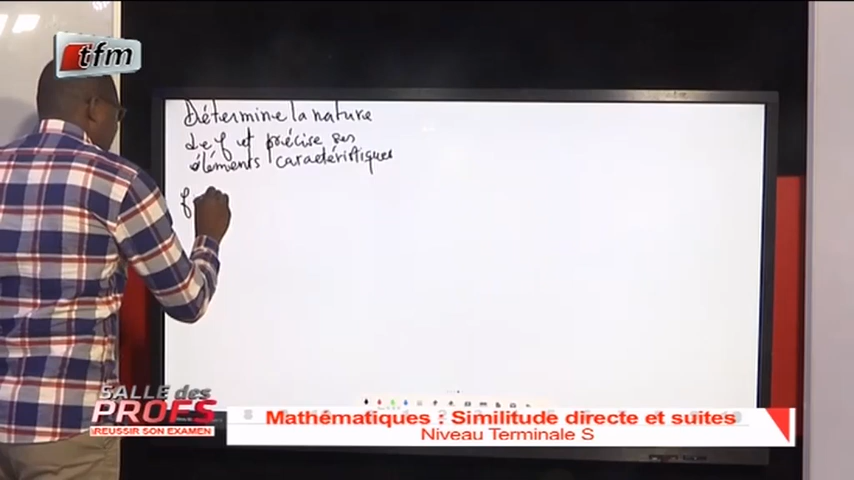 tfm
Détermine la nature
de f et précise ses
éléments caractéristiques
f
SALLE des
PROFS
RÉUSSIR SON EXAMEN
Mathématiques : Similitude directe et suites
Niveau Terminale S